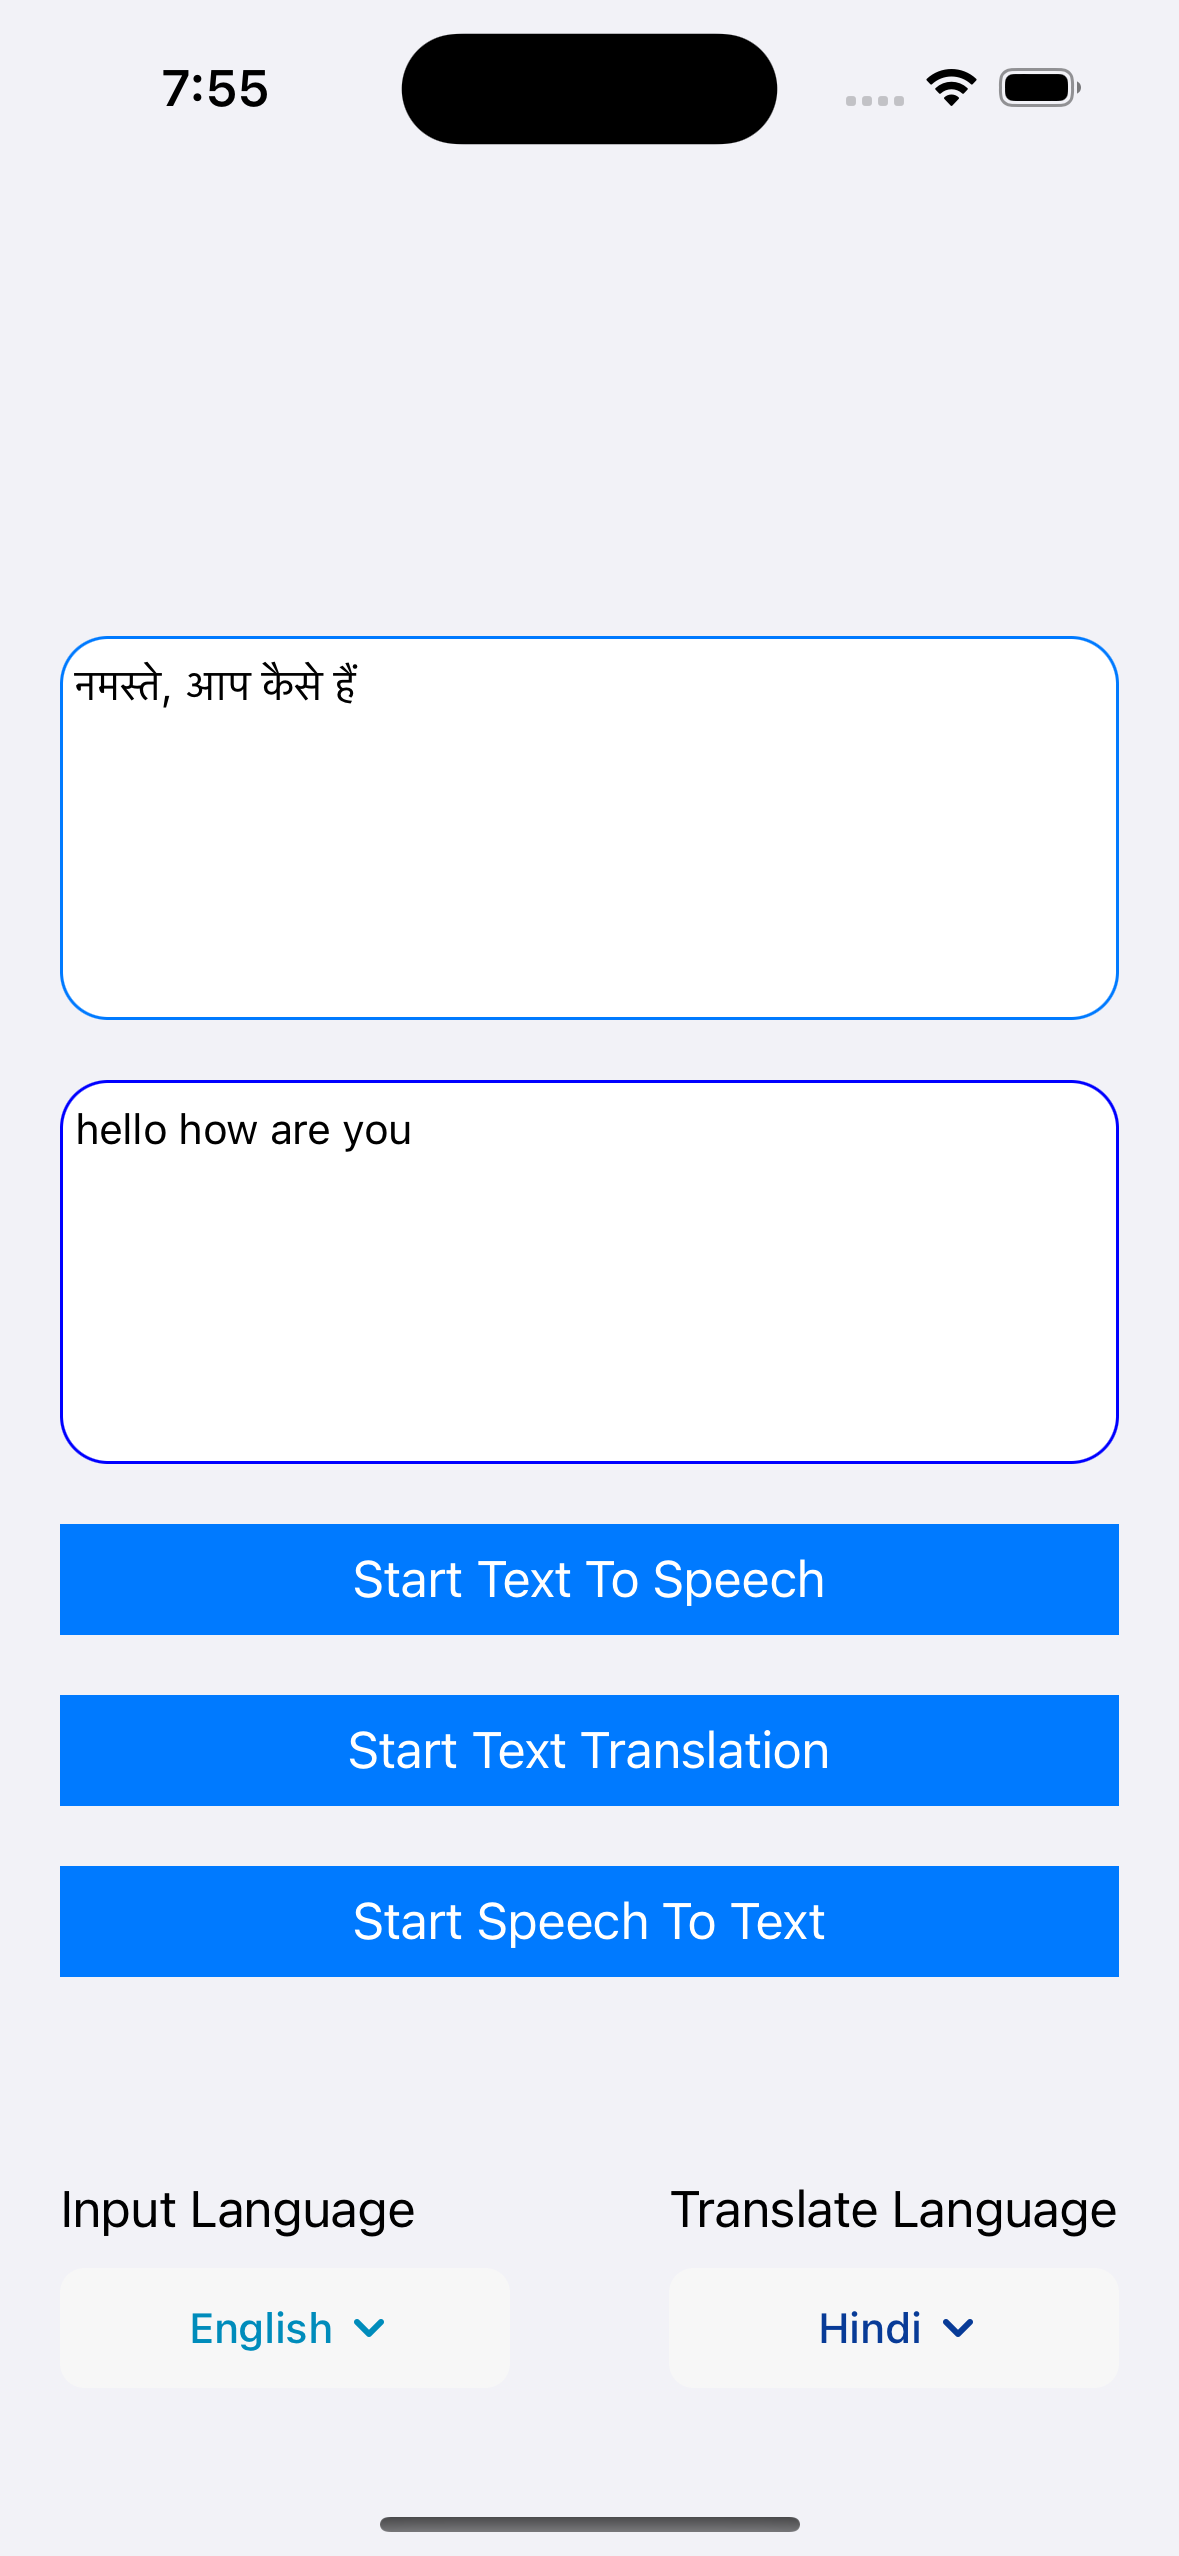 7:55
नमस्ते, आप कैसे हैं
hello how are you
Start Text To Speech
Start Text Translation
Start Speech To Text
Input Language
Translate Language
English
Hindi